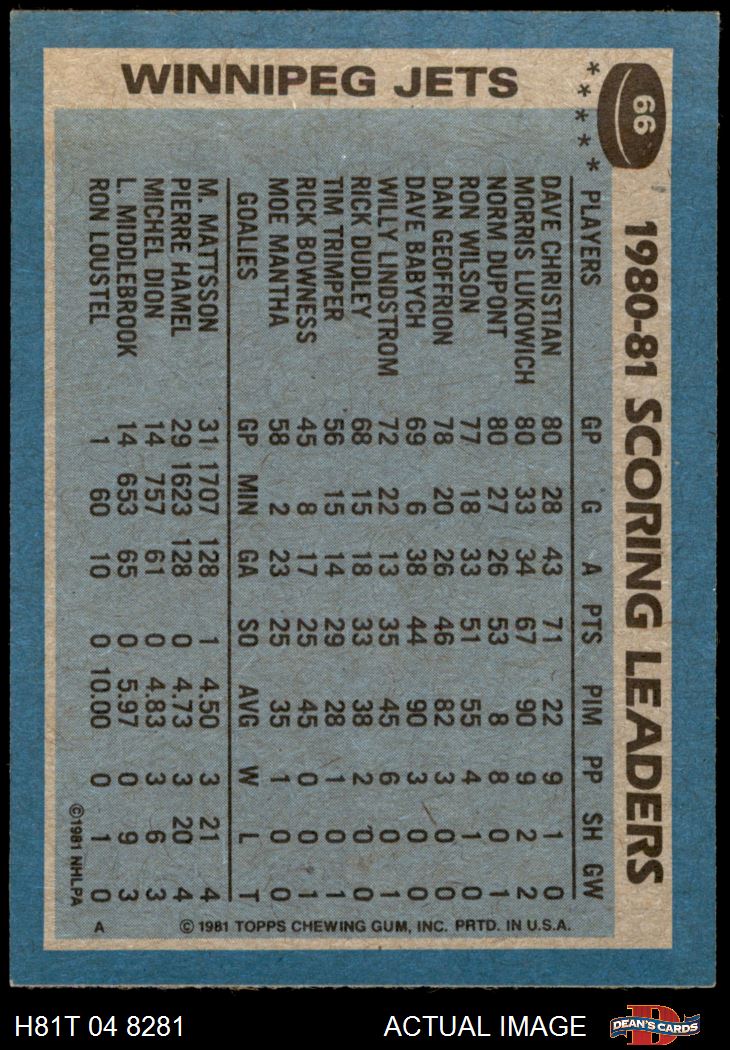 66
WINNIPEG JETS
****
1980-81 SCORING LEADERS
PLAYERS GP G A PTS PIM PP SH GW
DAVE CHRISTIAN 80 28 43 71 22 9 1 0
MORRIS LUKOWICH 80 33 34 67 90 9 2 2
NORM DUPONT 80 27 26 53 8 8 0 1
RON WILSON 77 18 33 51 55 4 1 0
DAN GEOFFRION 78 20 26 46 82 3 0 0
DAVE BABYCH 69 6 38 44 90 3 0 0
WILLY LINDSTROM 72 22 13 35 45 6 0 1
RICK DUDLEY 68 15 18 33 38 2 0 0
TIM TRIMPER 56 15 14 29 28 1 0 0
RICK BOWNESS 45 8 17 25 45 0 0 1
MOE MANTHA 58 2 23 25 35 1 0 0
GOALIES GP MIN GA SO AVG W L T
M. MATTSSON 31 1707 128 1 4.50 3 21 4
PIERRE HAMEL 29 1623 128 0 4.73 3 20 4
MICHEL DION 14 757 61 0 4.83 3 6 3
L. MIDDLEBROOK 14 653 65 0 5.97 0 9 3
RON LOUSTEL 1 60 10 0 10.00 0 1 0
©1981 NHLPA
© 1981 TOPPS CHEWING GUM, INC. PRTD. IN U.S.A.
A
H81T 04 8281
ACTUAL IMAGE
DEAN'S CARDS